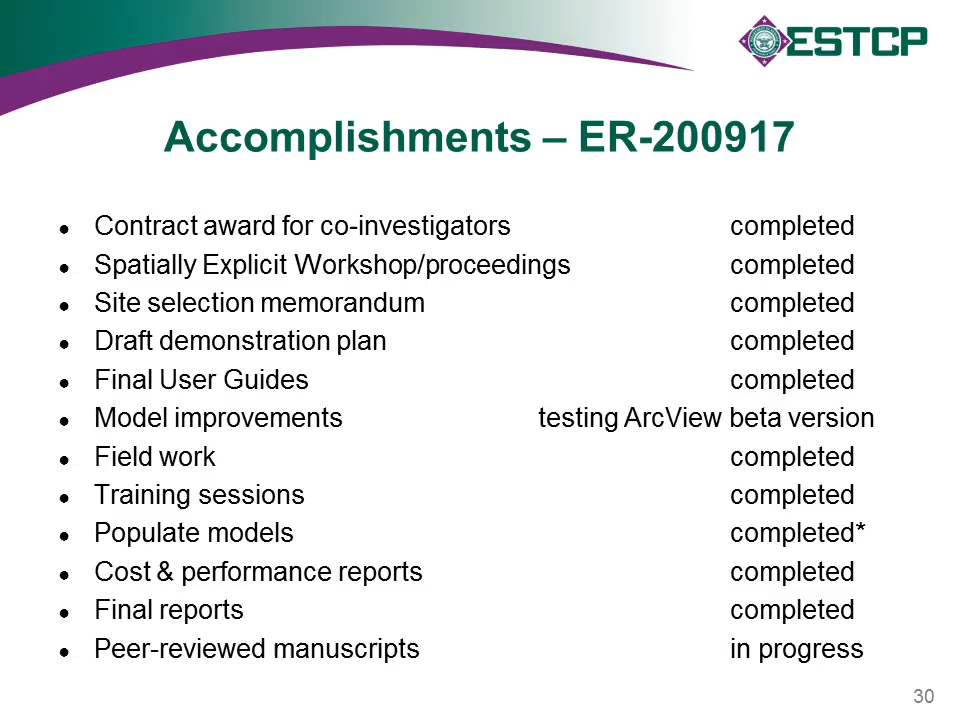 ESTCP
Accomplishments – ER-200917
● Contract award for co-investigators completed
● Spatially Explicit Workshop/proceedings completed
● Site selection memorandum completed
● Draft demonstration plan completed
● Final User Guides completed
● Model improvements testing ArcView beta version
● Field work completed
● Training sessions completed
● Populate models completed*
● Cost & performance reports completed
● Final reports completed
● Peer-reviewed manuscripts in progress
30